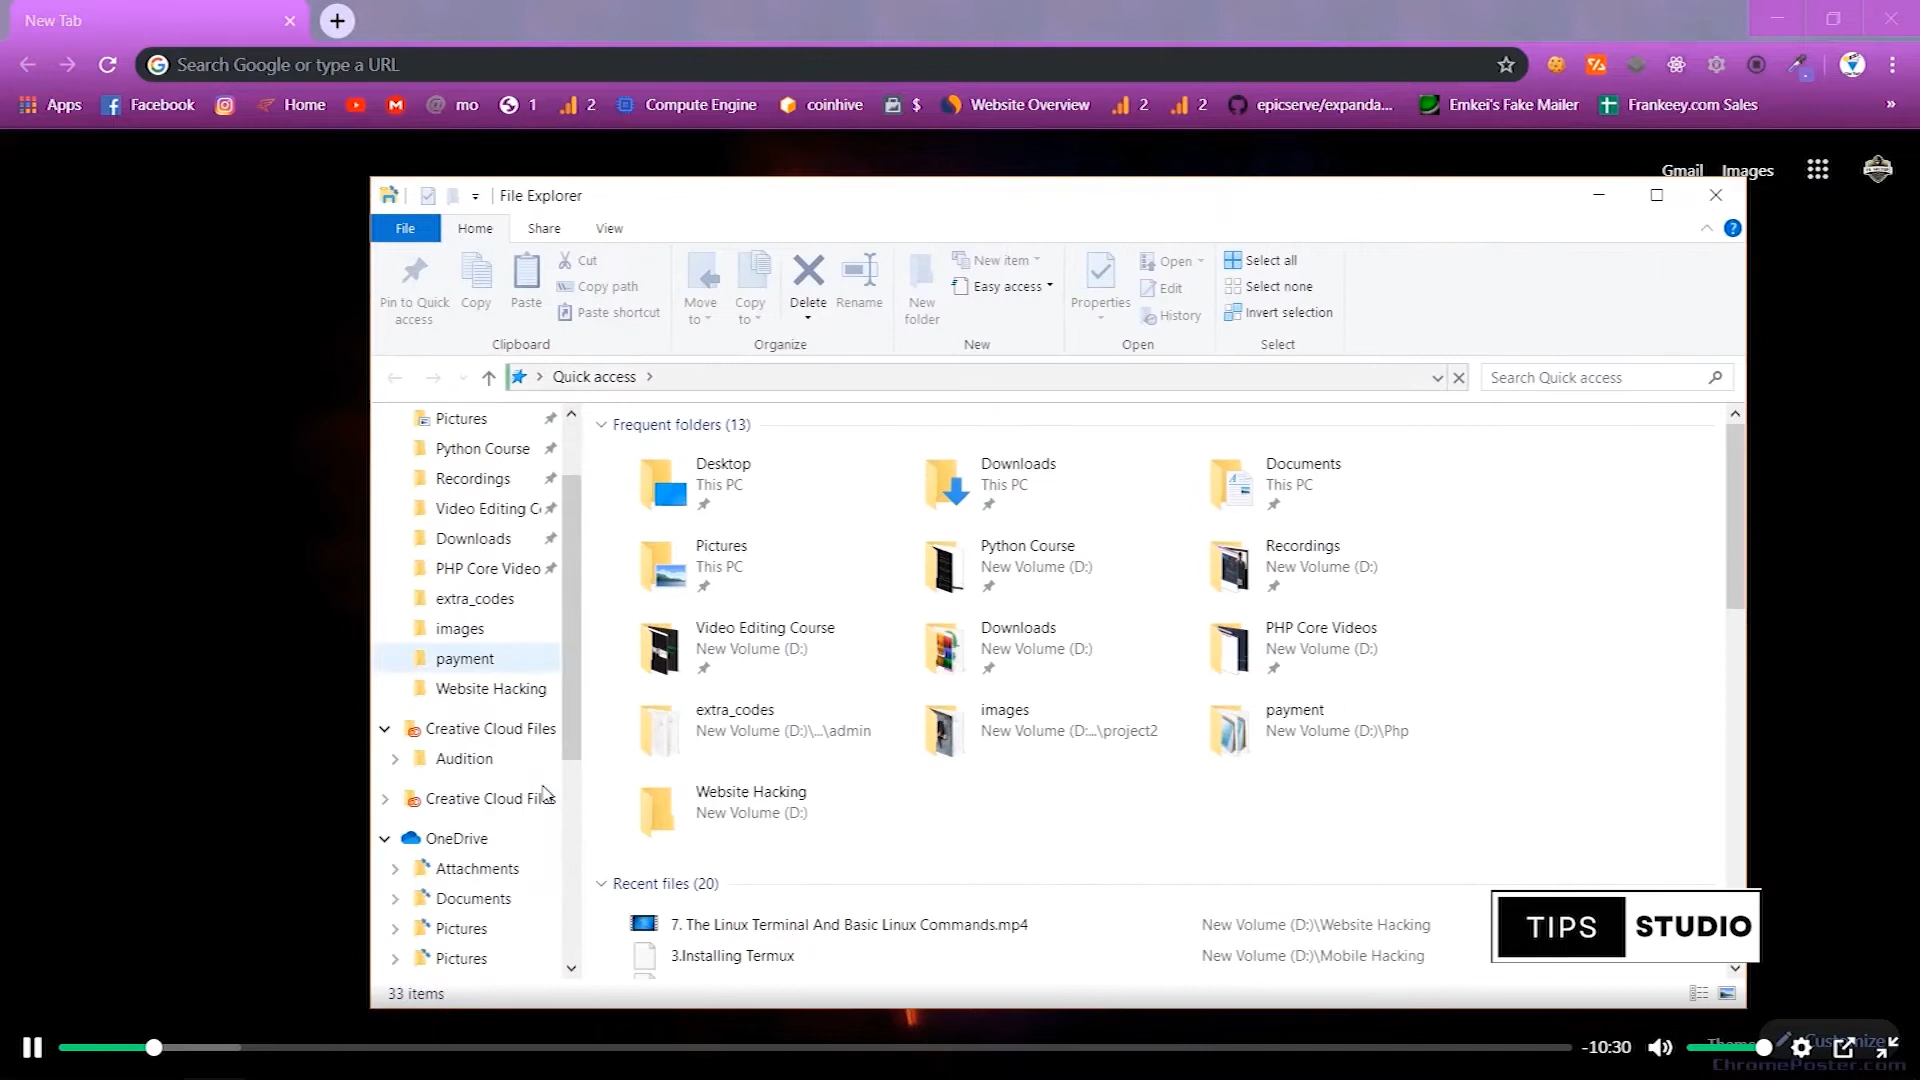 New Tab
Search Google or type a URL
Apps Facebook Home mo 1 2 Compute Engine coinhive $ Website Overview 2 2 epicserve/expanda... Emkei's Fake Mailer Frankeey.com Sales »
Gmail Images
File Explorer
File Home Share View
Pin to Quick access
Copy
Paste
Cut
Copy path
Paste shortcut
Clipboard
Move to
Copy to
Delete
Rename
Organize
New folder
New item
Easy access
New
Properties
Open
Edit
History
Open
Select all
Select none
Invert selection
Select
Quick access
Search Quick access
Pictures
Python Course
Recordings
Video Editing C
Downloads
PHP Core Video
extra_codes
images
payment
Website Hacking
Creative Cloud Files
Audition
Creative Cloud Files
OneDrive
Attachments
Documents
Pictures
Pictures
Frequent folders (13)
Desktop
This PC
Downloads
This PC
Documents
This PC
Pictures
This PC
Python Course
New Volume (D:)
Recordings
New Volume (D:)
Video Editing Course
New Volume (D:)
Downloads
New Volume (D:)
PHP Core Videos
New Volume (D:)
extra_codes
New Volume (D:)\...\admin
images
New Volume (D:...\project2
payment
New Volume (D:)\Php
Website Hacking
New Volume (D:)
Recent files (20)
7. The Linux Terminal And Basic Linux Commands.mp4 New Volume (D:)\Website Hacking
3.Installing Termux New Volume (D:)\Mobile Hacking
33 items
TIPS STUDIO
-10:30
Customize
ChromePoster.com